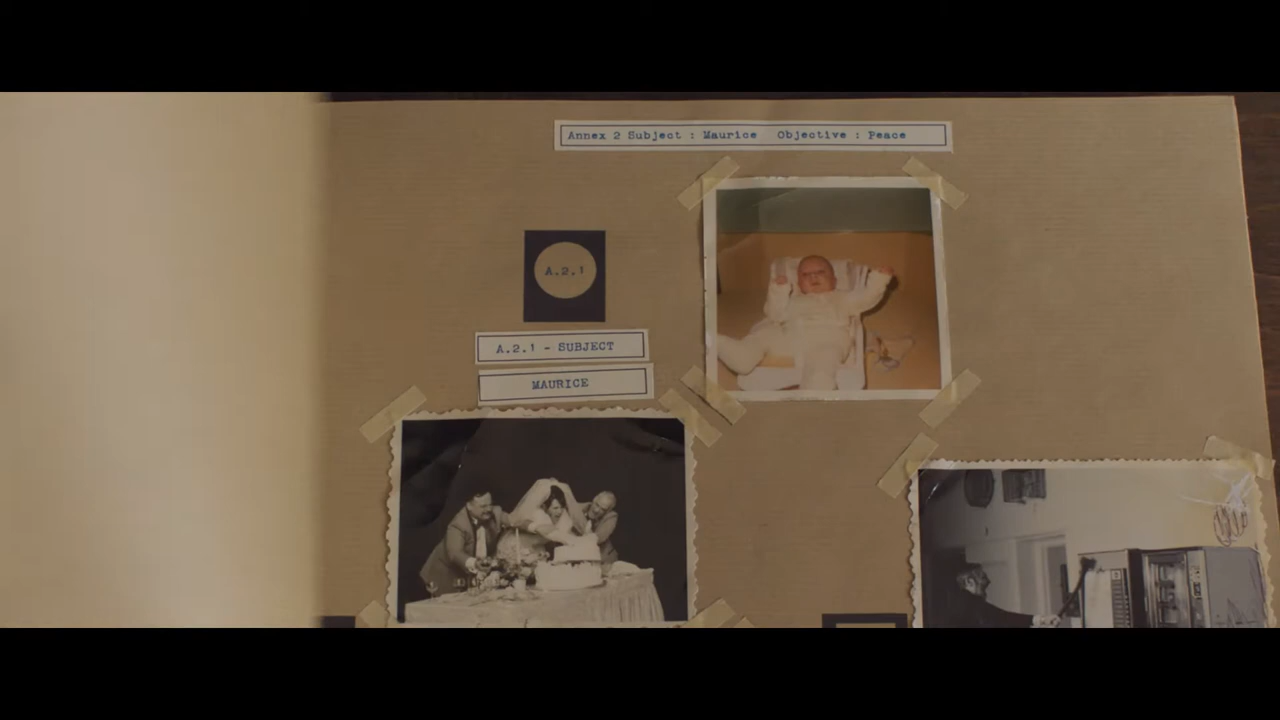 Annex 2 Subject : Maurice Objective : Peace
A.2.1
A.2.1 - SUBJECT
MAURICE